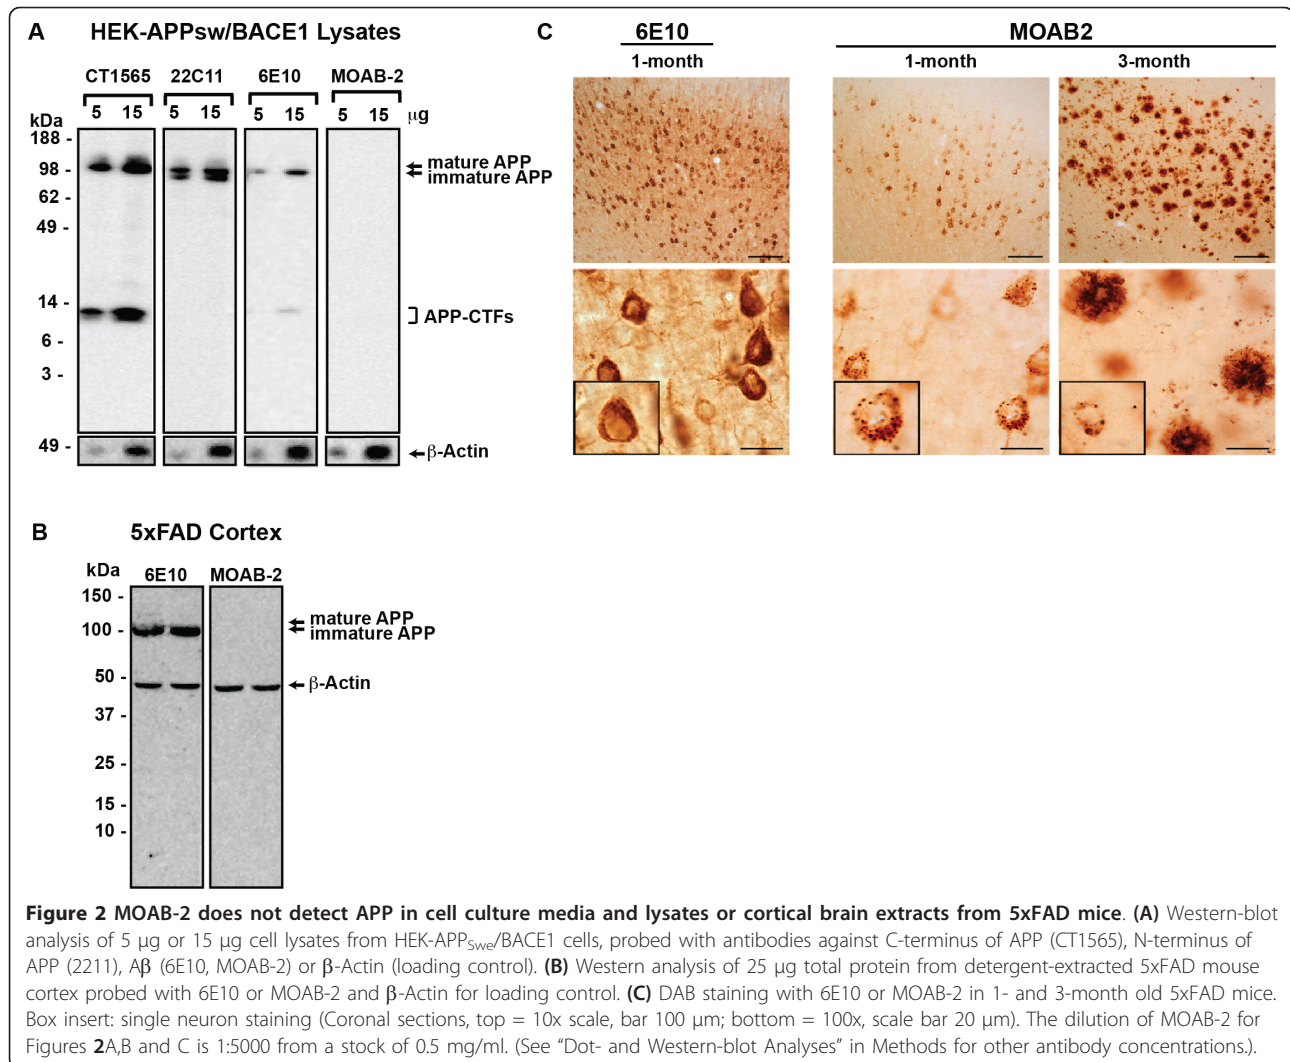 A HEK-APPsw/BACE1 Lysates
CT1565 22C11 6E10 MOAB-2
5 15 5 15 5 15 5 15 μg
kDa
188 -
98 -
62 -
49 -
14 -
6 -
3 -
49 -
mature APP
immature APP
APP-CTFs
β-Actin
B 5xFAD Cortex
kDa 6E10 MOAB-2
150 -
100 -
50 -
37 -
25 -
15 -
10 -
mature APP
immature APP
β-Actin
C 6E10 MOAB2
1-month 1-month 3-month
Figure 2 MOAB-2 does not detect APP in cell culture media and lysates or cortical brain extracts from 5xFAD mice. (A) Western-blot
analysis of 5 μg or 15 μg cell lysates from HEK-APPSwe/BACE1 cells, probed with antibodies against C-terminus of APP (CT1565), N-terminus of
APP (2211), Aβ (6E10, MOAB-2) or β-Actin (loading control). (B) Western analysis of 25 μg total protein from detergent-extracted 5xFAD mouse
cortex probed with 6E10 or MOAB-2 and β-Actin for loading control. (C) DAB staining with 6E10 or MOAB-2 in 1- and 3-month old 5xFAD mice.
Box insert: single neuron staining (Coronal sections, top = 10x scale, bar 100 μm; bottom = 100x, scale bar 20 μm). The dilution of MOAB-2 for
Figures 2A,B and C is 1:5000 from a stock of 0.5 mg/ml. (See "Dot- and Western-blot Analyses" in Methods for other antibody concentrations.).